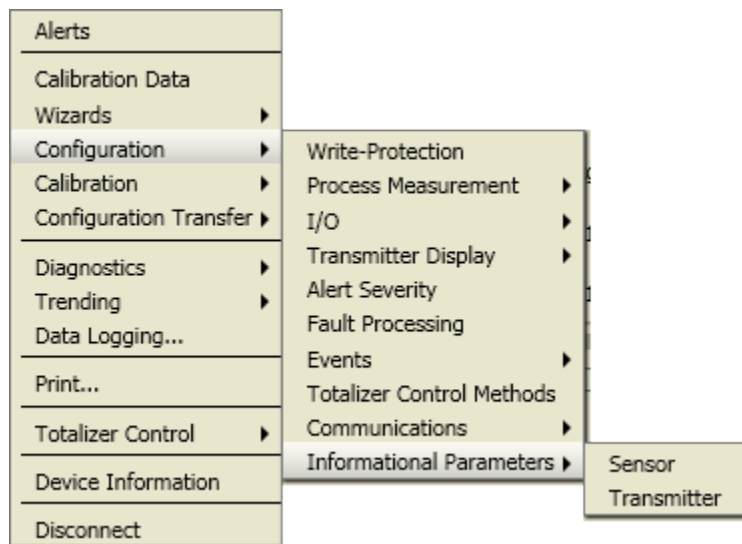 Alerts
Calibration Data
Wizards
Configuration
Calibration
Configuration Transfer
Diagnostics
Trending
Data Logging...
Print...
Totalizer Control
Device Information
Disconnect
Write-Protection
Process Measurement
I/O
Transmitter Display
Alert Severity
Fault Processing
Events
Totalizer Control Methods
Communications
Informational Parameters
Sensor
Transmitter